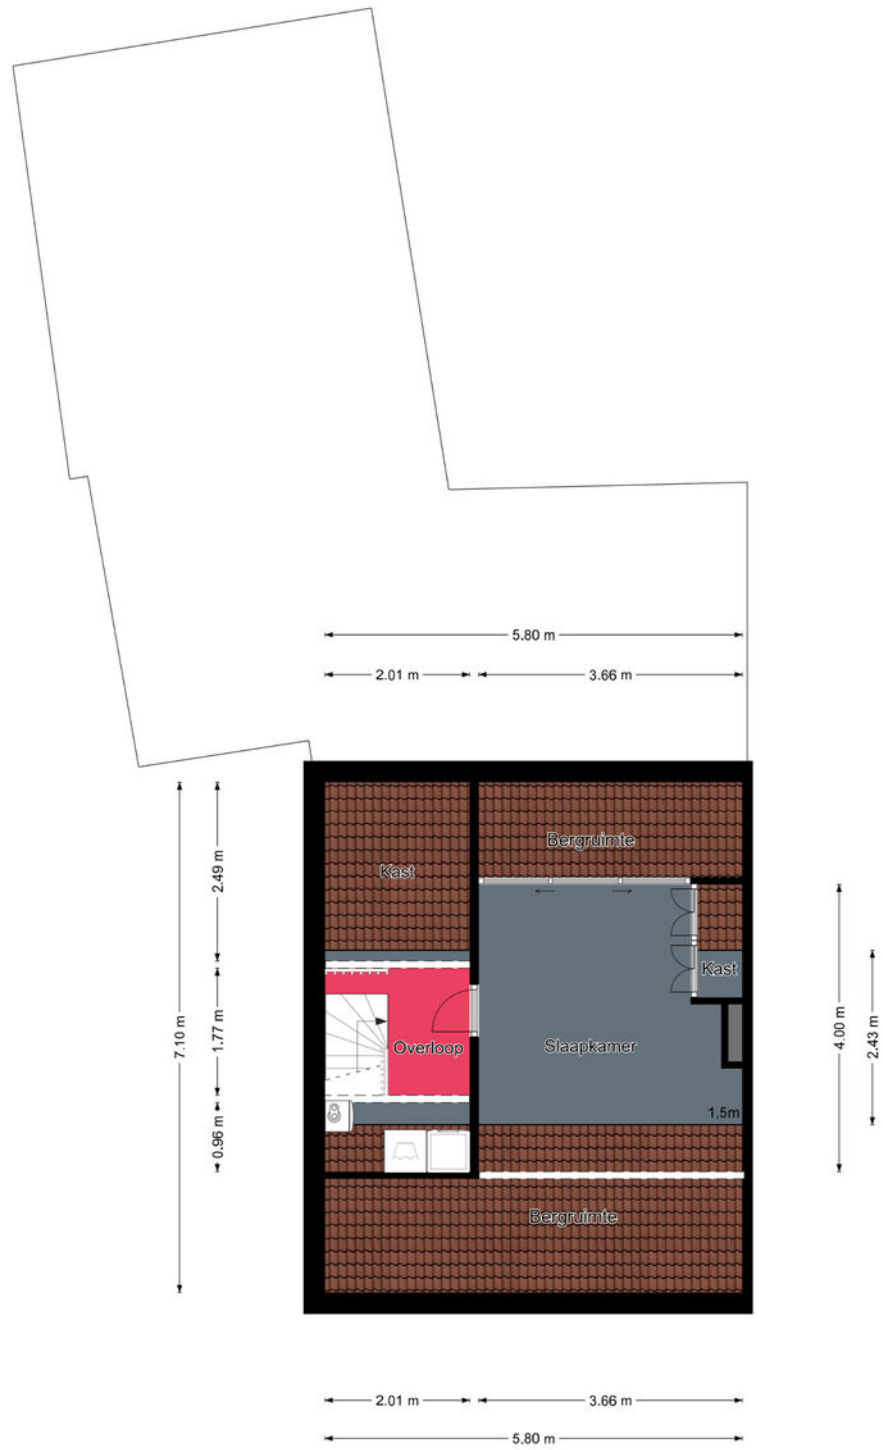 5.80 m
2.01 m
3.66 m
Bergruimte
Kast
2.49 m
Kast
7.10 m
1.77 m
4.00 m
2.43 m
Overloop
Slaapkamer
1.5m
0.96 m
Bergruimte
2.01 m
3.66 m
5.80 m